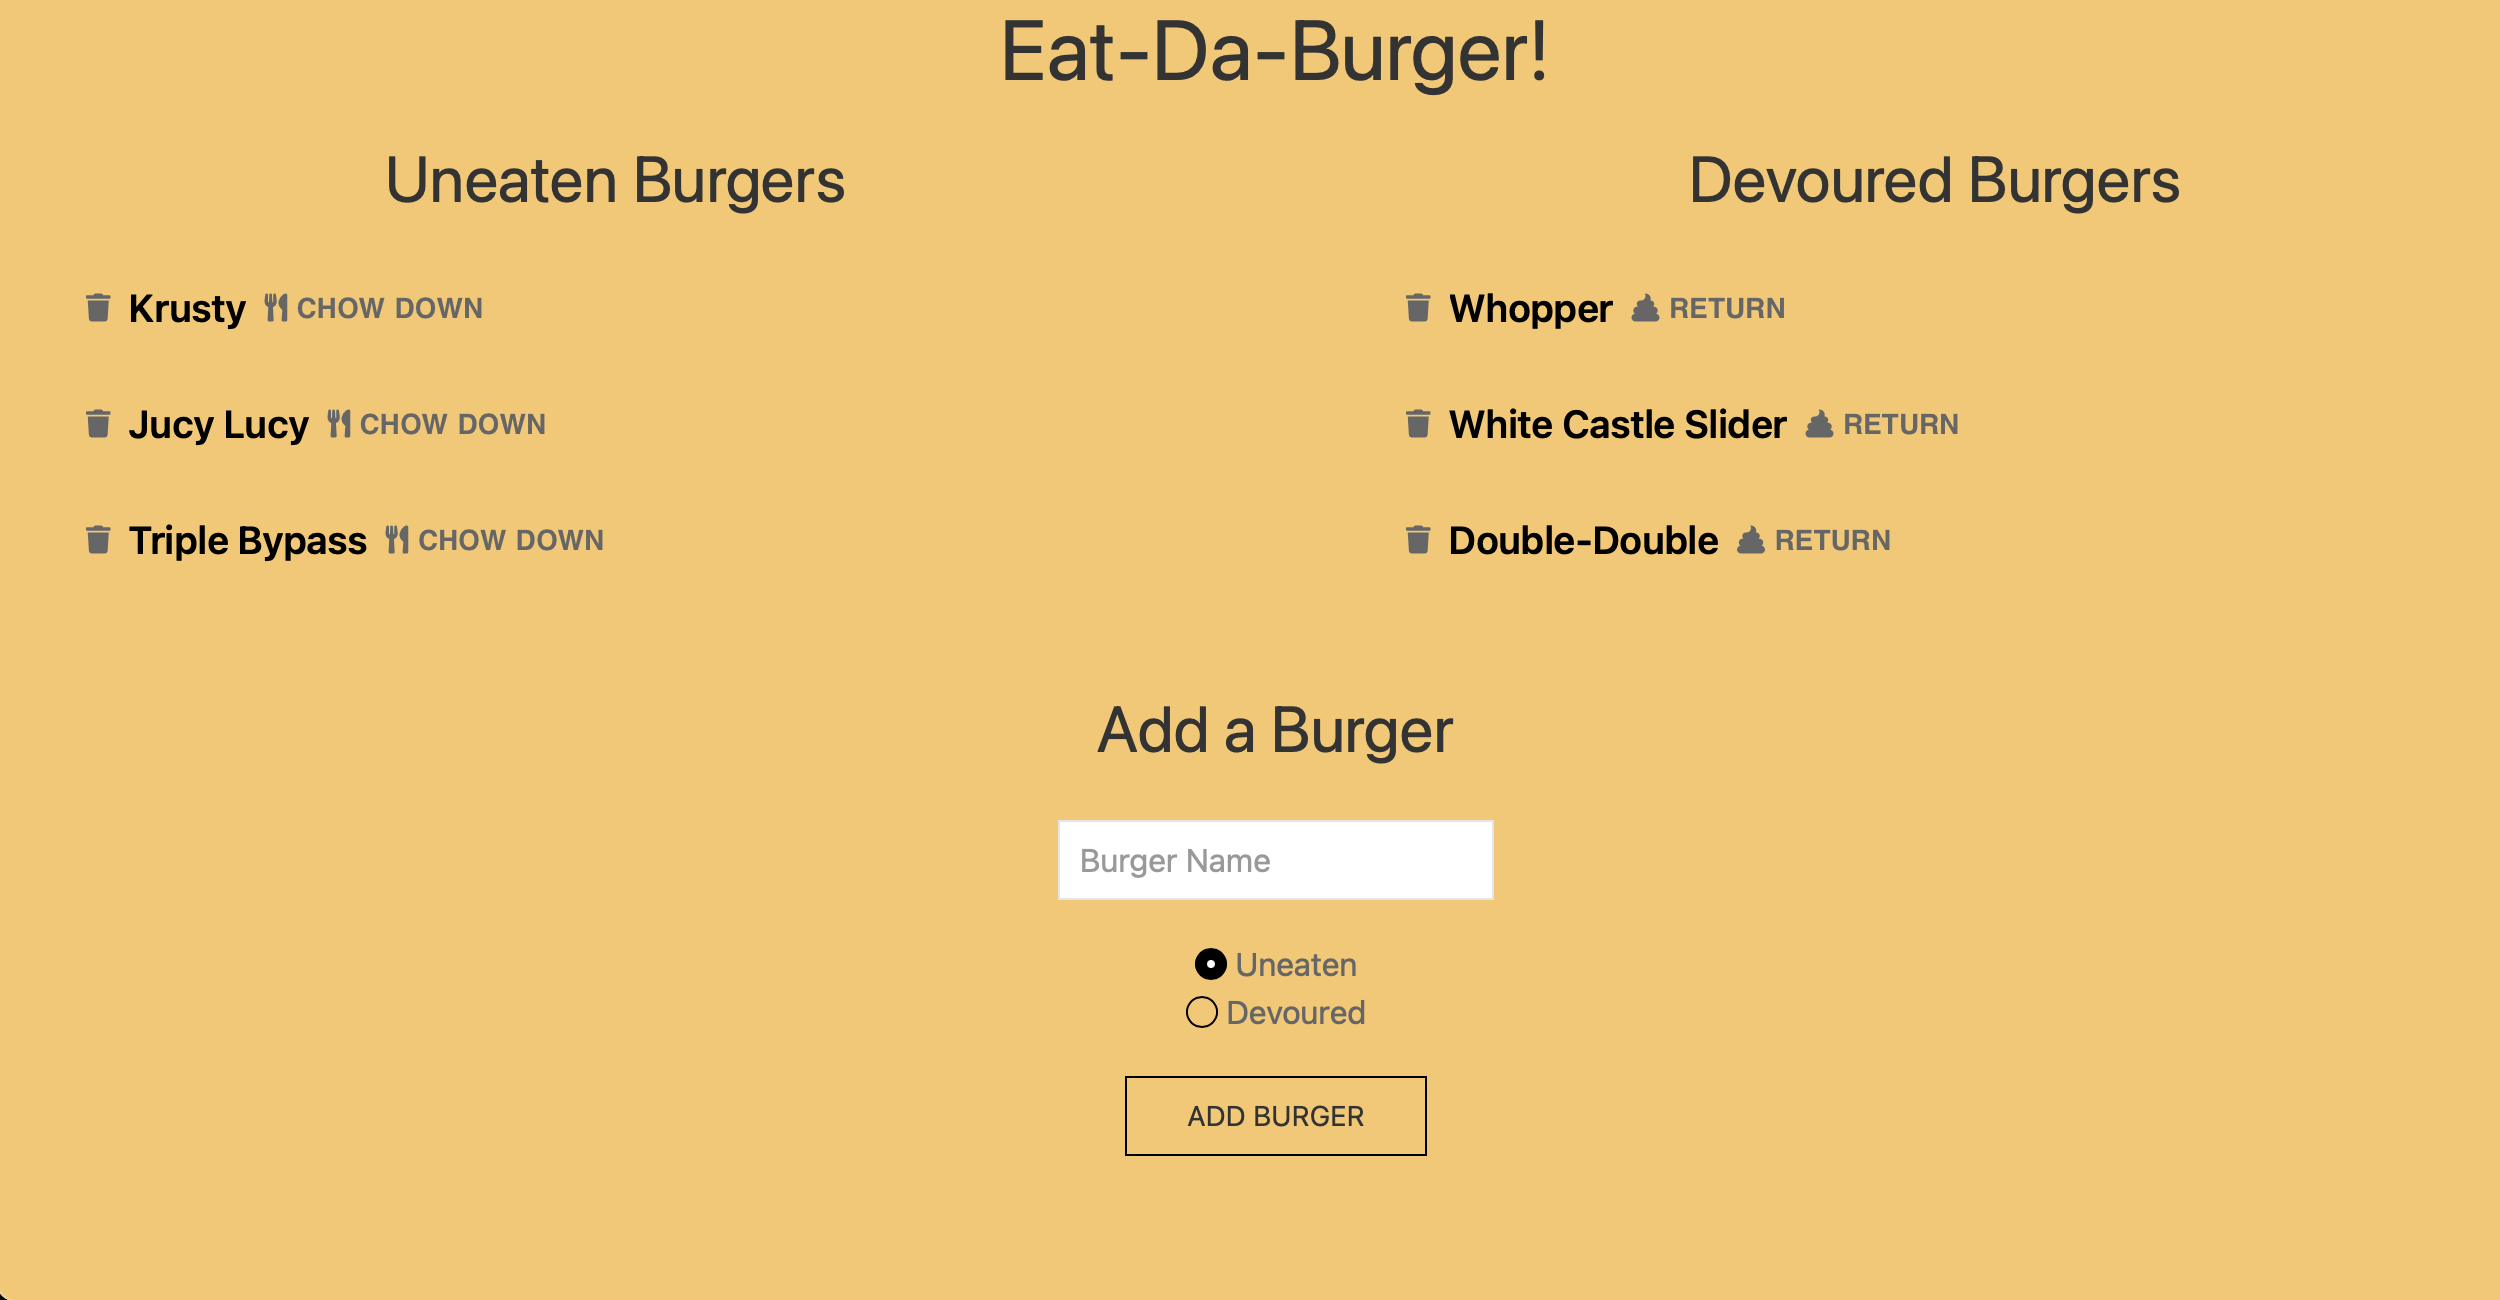 Eat-Da-Burger!
Uneaten Burgers
Krusty CHOW DOWN
Jucy Lucy CHOW DOWN
Triple Bypass CHOW DOWN
Devoured Burgers
Whopper RETURN
White Castle Slider RETURN
Double-Double RETURN
Add a Burger
Burger Name
Uneaten
Devoured
ADD BURGER